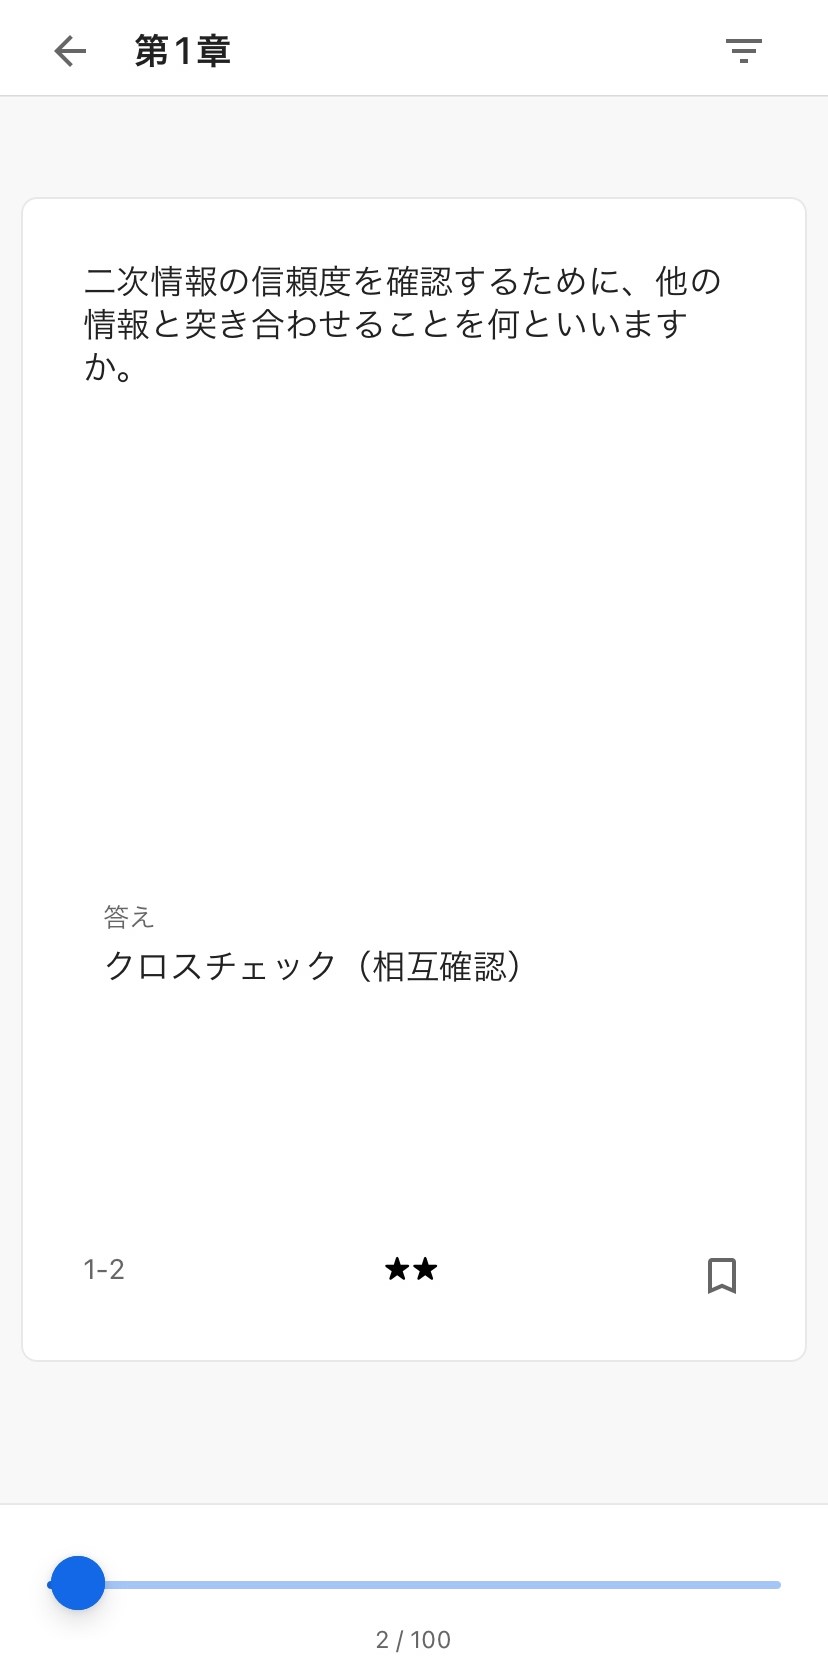 第1章
二次情報の信頼度を確認するために、他の
情報と突き合わせることを何といいます
か。
答え
クロスチェック（相互確認）
1-2
★★
2 / 100